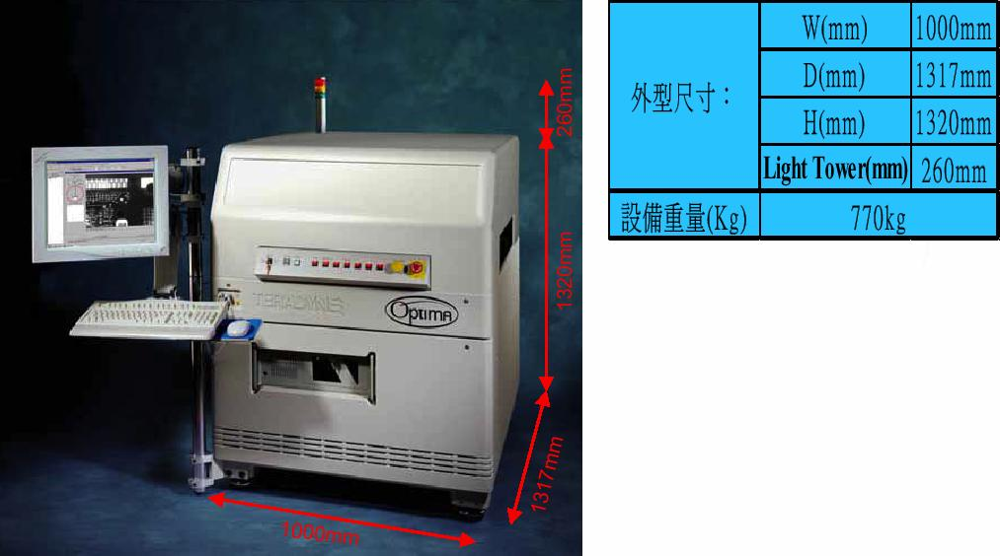 260mm
1320mm
1317mm
1000mm
TERADYNE
OptimA
外型尺寸：
W(mm) 1000mm
D(mm) 1317mm
H(mm) 1320mm
Light Tower(mm) 260mm
設備重量(Kg) 770kg